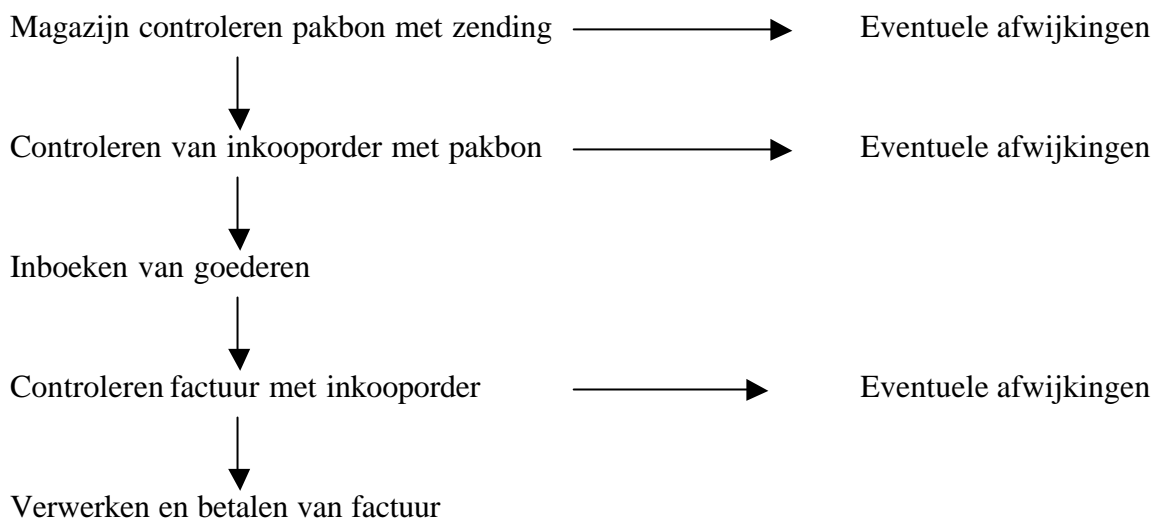 Magazijn controleren pakbon met zending Eventuele afwijkingen
Controleren van inkooporder met pakbon Eventuele afwijkingen
Inboeken van goederen
Controleren factuur met inkooporder Eventuele afwijkingen
Verwerken en betalen van factuur